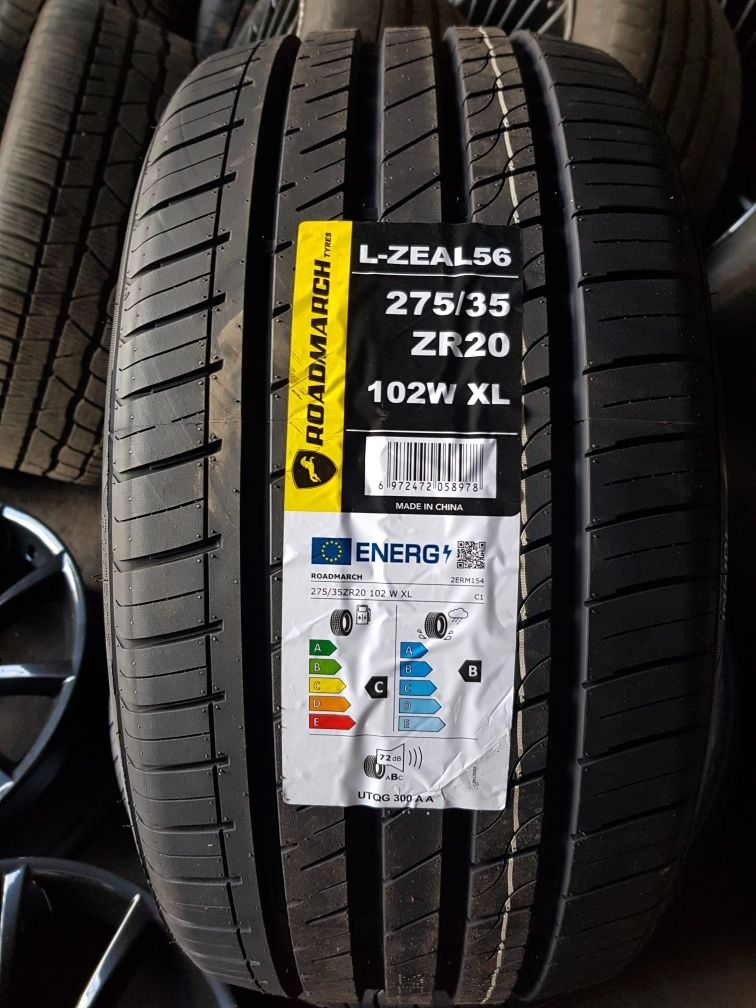 ROADMARCH TYRES
L-ZEAL56
275/35
ZR20
102W XL
6 972472 058978
MADE IN CHINA
ENERG
ROADMARCH 2ERM154
275/35ZR20 102 W XL C1
A A
B B
C C
D D
E E
C
B
72 dB
ABC
UTQG 300 A A